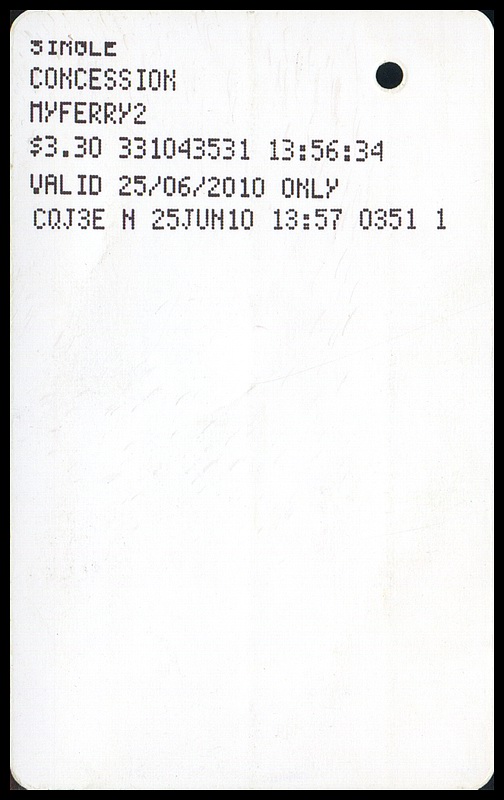 SINGLE
CONCESSION
MYFERRY2
$3.30 331043531 13:56:34
VALID 25/06/2010 ONLY
CQJ3E N 25JUN10 13:57 0351 1